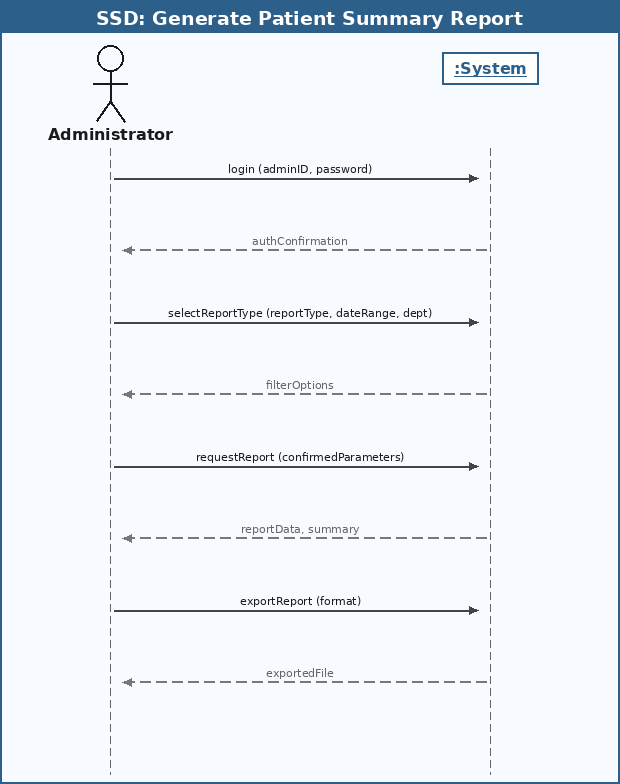 SSD: Generate Patient Summary Report
:System
Administrator
login (adminID, password)
authConfirmation
selectReportType (reportType, dateRange, dept)
filterOptions
requestReport (confirmedParameters)
reportData, summary
exportReport (format)
exportedFile